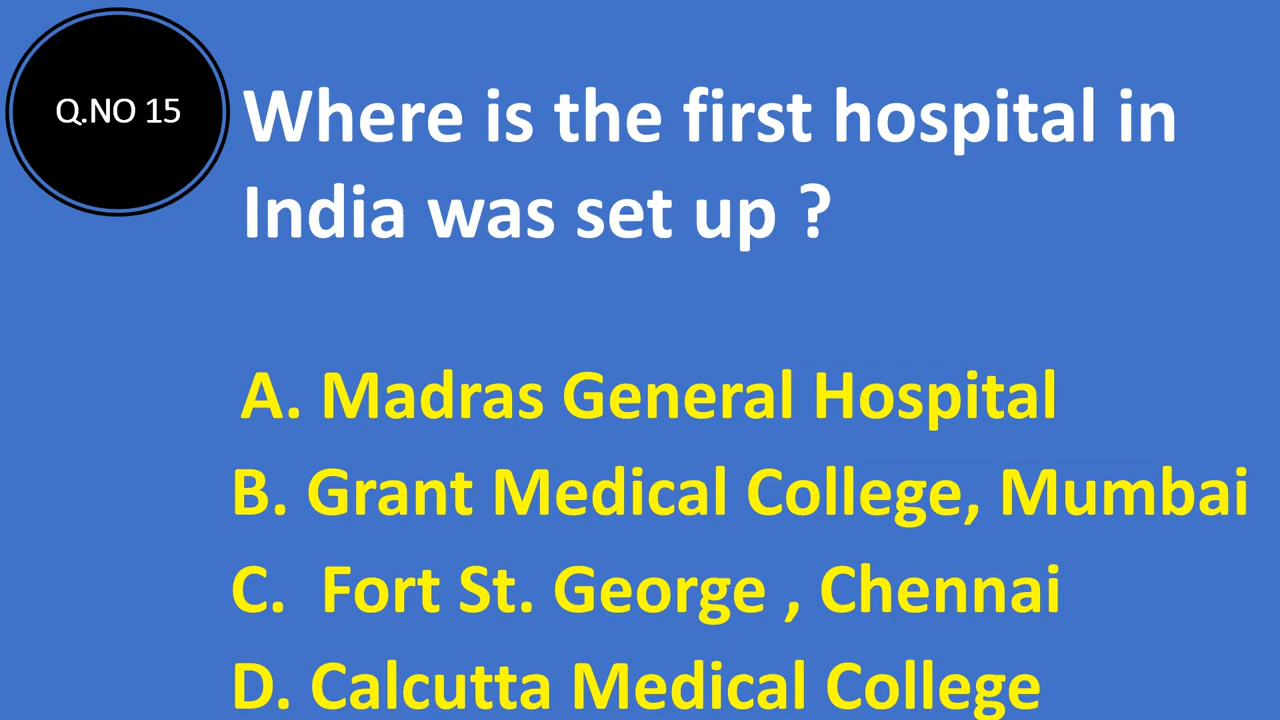 Q.NO 15
Where is the first hospital in
India was set up ?
A. Madras General Hospital
B. Grant Medical College, Mumbai
C. Fort St. George , Chennai
D. Calcutta Medical College